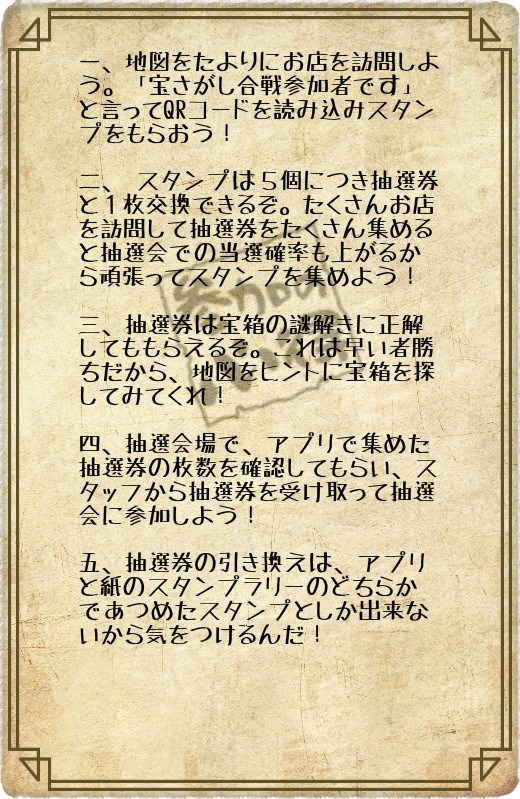 一、地図をたよりにお店を訪問しよ
う。「宝さがし合戦参加者です」
と言ってQRコードを読み込みスタン
プをもらおう！
二、 スタンプは５個につき抽選券
と１枚交換できるぞ。たくさんお店
を訪問して抽選券をたくさん集める
と抽選会での当選確率も上がるか
ら頑張ってスタンプを集めよう！
三、抽選券は宝箱の謎解きに正解
してももらえるぞ。これは早い者勝
ちだから、地図をヒントに宝箱を探
してみてくれ！
四、抽選会場で、アプリで集めた
抽選券の枚数を確認してもらい、ス
タッフから抽選券を受け取って抽選
会に参加しよう！
五、抽選券の引き換えは、アプリ
と紙のスタンプラリーのどちらか
であつめたスタンプとしか出来な
いから気をつけるんだ！